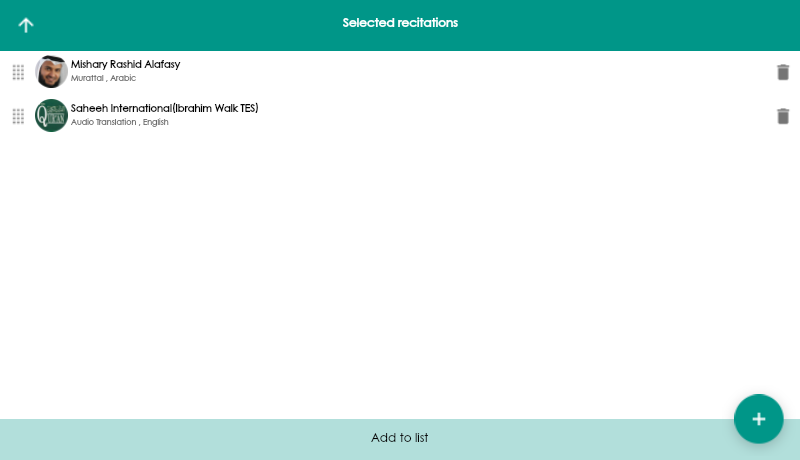 Selected recitations
Mishary Rashid Alafasy
Murattal , Arabic
Saheeh International(Ibrahim Walk TES)
Audio Translation , English
Add to list